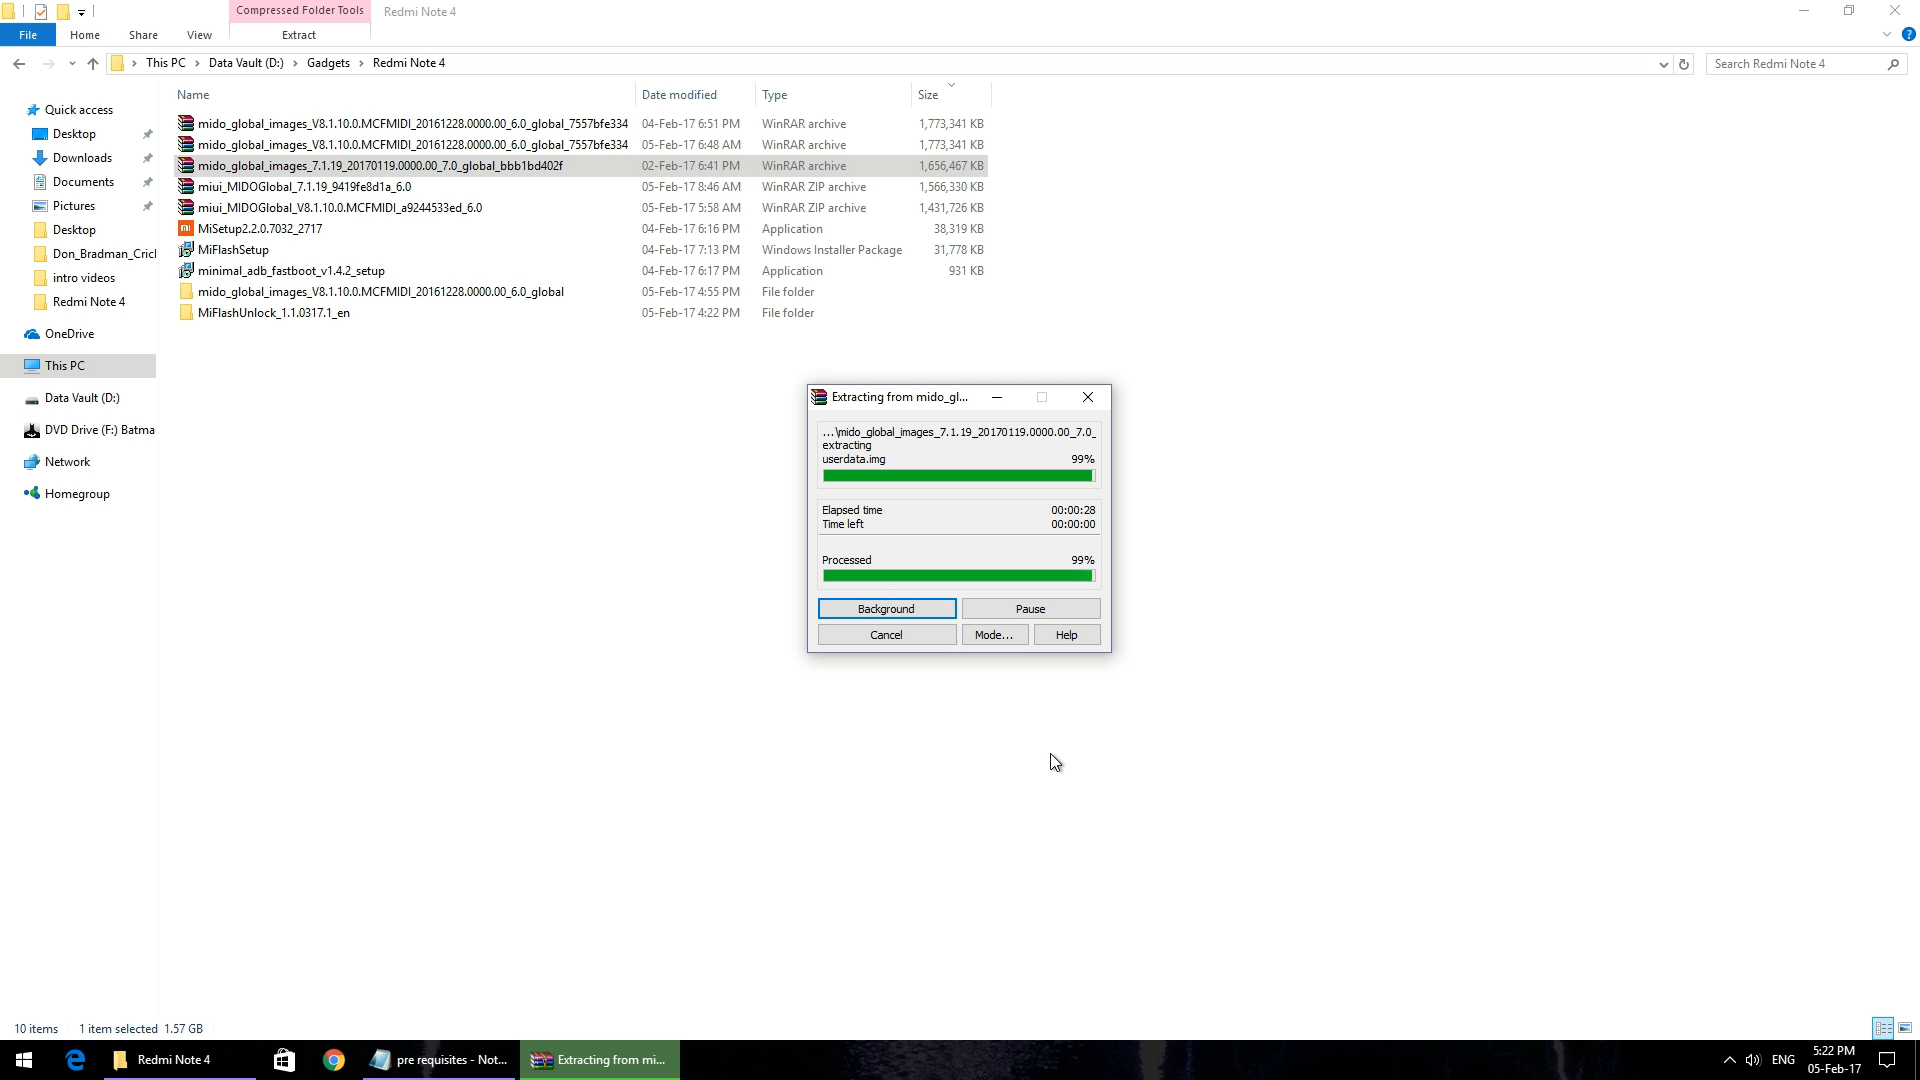 Compressed Folder Tools
Redmi Note 4
File
Home
Share
View
Extract
This PC
Data Vault (D:)
Gadgets
Redmi Note 4
Search Redmi Note 4
Name
Date modified
Type
Size
mido_global_images_V8.1.10.0.MCFMIDI_20161228.0000.00_6.0_global_7557bfe334 04-Feb-17 6:51 PM WinRAR archive 1,773,341 KB
mido_global_images_V8.1.10.0.MCFMIDI_20161228.0000.00_6.0_global_7557bfe334 05-Feb-17 6:48 AM WinRAR archive 1,773,341 KB
mido_global_images_7.1.19_20170119.0000.00_7.0_global_bbb1bd402f 02-Feb-17 6:41 PM WinRAR archive 1,656,467 KB
miui_MIDOGlobal_7.1.19_9419fe8d1a_6.0 05-Feb-17 8:46 AM WinRAR ZIP archive 1,566,330 KB
miui_MIDOGlobal_V8.1.10.0.MCFMIDI_a9244533ed_6.0 05-Feb-17 5:58 AM WinRAR ZIP archive 1,431,726 KB
MiSetup2.2.0.7032_2717 04-Feb-17 6:16 PM Application 38,319 KB
MiFlashSetup 04-Feb-17 7:13 PM Windows Installer Package 31,778 KB
minimal_adb_fastboot_v1.4.2_setup 04-Feb-17 6:17 PM Application 931 KB
mido_global_images_V8.1.10.0.MCFMIDI_20161228.0000.00_6.0_global 05-Feb-17 4:55 PM File folder
MiFlashUnlock_1.1.0317.1_en 05-Feb-17 4:22 PM File folder
Quick access
Desktop
Downloads
Documents
Pictures
Desktop
Don_Bradman_Cricl
intro videos
Redmi Note 4
OneDrive
This PC
Data Vault (D:)
DVD Drive (F:) Batma
Network
Homegroup
Extracting from mido_gl...
...\mido_global_images_7.1.19_20170119.0000.00_7.0_
extracting
userdata.img 99%
Elapsed time 00:00:28
Time left 00:00:00
Processed 99%
Background
Pause
Cancel
Mode...
Help
10 items
1 item selected 1.57 GB
Redmi Note 4
pre requisites - Not...
Extracting from mi...
ENG
5:22 PM
05-Feb-17